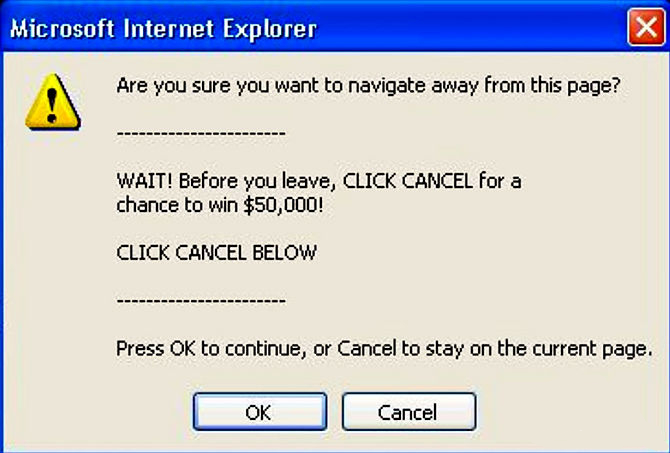 Microsoft Internet Explorer
Are you sure you want to navigate away from this page?
-----------------------
WAIT! Before you leave, CLICK CANCEL for a
chance to win $50,000!
CLICK CANCEL BELOW
-----------------------
Press OK to continue, or Cancel to stay on the current page.
OK
Cancel